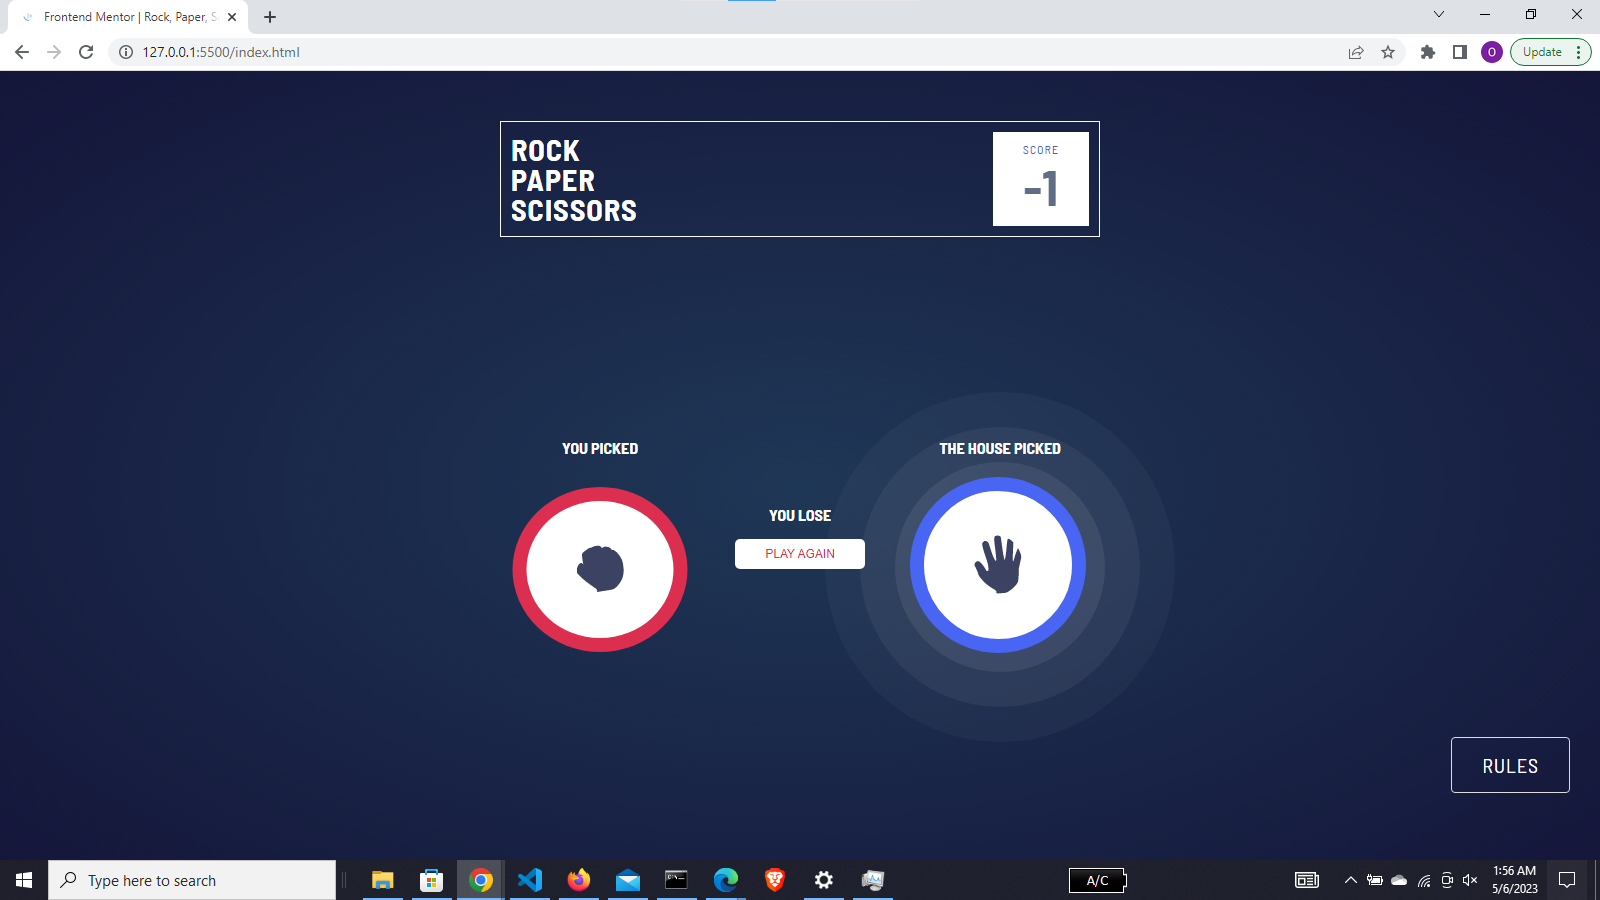 Frontend Mentor | Rock, Paper, S
127.0.0.1:5500/index.html
O
Update
ROCK
PAPER
SCISSORS
SCORE
-1
YOU PICKED
THE HOUSE PICKED
YOU LOSE
PLAY AGAIN
RULES
Type here to search
A/C
1:56 AM
5/6/2023